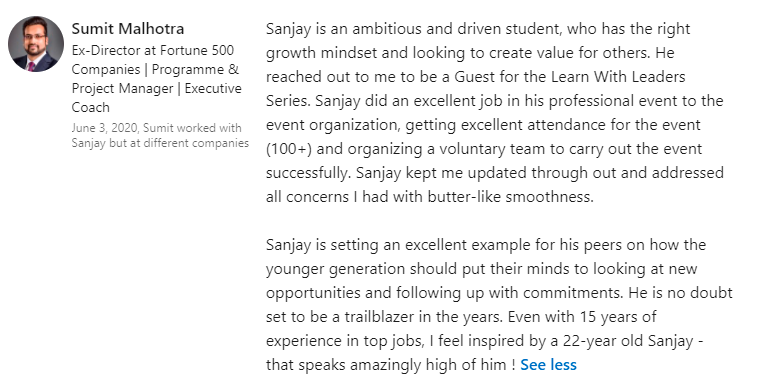 Sumit Malhotra
Ex-Director at Fortune 500
Companies | Programme &
Project Manager | Executive
Coach
June 3, 2020, Sumit worked with
Sanjay but at different companies
Sanjay is an ambitious and driven student, who has the right
growth mindset and looking to create value for others. He
reached out to me to be a Guest for the Learn With Leaders
Series. Sanjay did an excellent job in his professional event to the
event organization, getting excellent attendance for the event
(100+) and organizing a voluntary team to carry out the event
successfully. Sanjay kept me updated through out and addressed
all concerns I had with butter-like smoothness.
Sanjay is setting an excellent example for his peers on how the
younger generation should put their minds to looking at new
opportunities and following up with commitments. He is no doubt
set to be a trailblazer in the years. Even with 15 years of
experience in top jobs, I feel inspired by a 22-year old Sanjay -
that speaks amazingly high of him ! See less